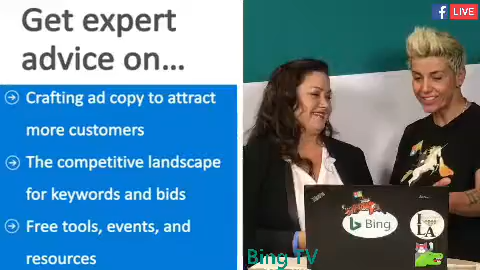 Get expert
advice on...
Crafting ad copy to attract
more customers
The competitive landscape
for keywords and bids
Free tools, events, and
resources
f LIVE
Bing
LA
Bing TV